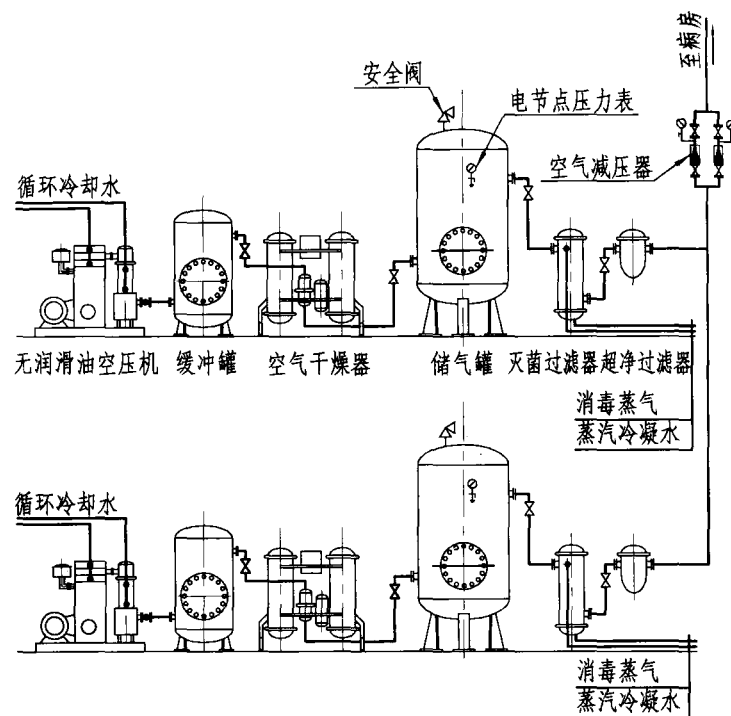 至病房
安全阀
电节点压力表
空气减压器
循环冷却水
无润滑油空压机 缓冲罐 空气干燥器 储气罐 灭菌过滤器超净过滤器
消毒蒸气
蒸汽冷凝水
循环冷却水
消毒蒸气
蒸汽冷凝水